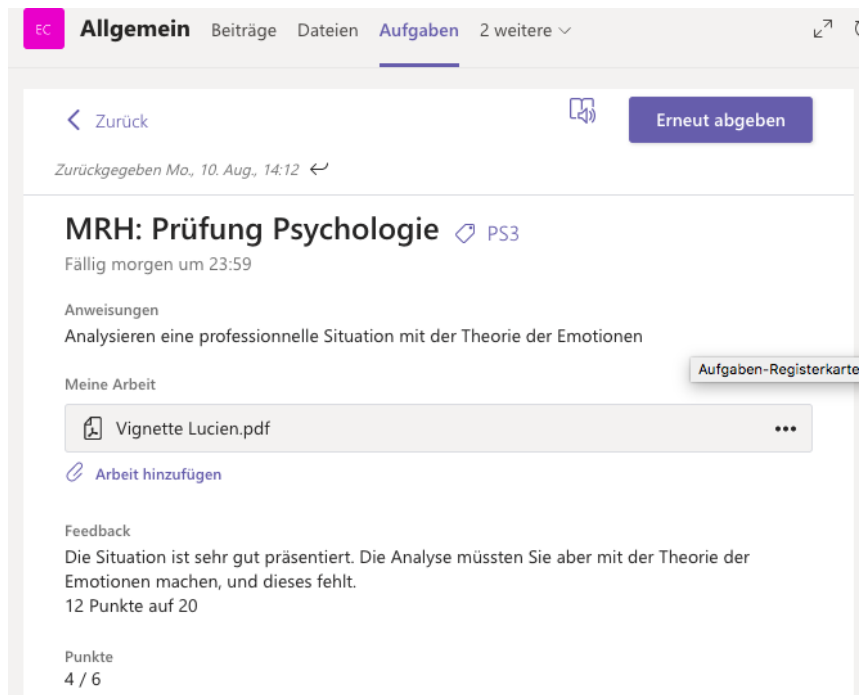 EC Allgemein Beiträge Dateien Aufgaben 2 weitere
Zurück Erneut abgeben
Zurückgegeben Mo., 10. Aug., 14:12
MRH: Prüfung Psychologie PS3
Fällig morgen um 23:59
Anweisungen
Analysieren eine professionnelle Situation mit der Theorie der Emotionen
Aufgaben-Registerkarte
Meine Arbeit
Vignette Lucien.pdf
Arbeit hinzufügen
Feedback
Die Situation ist sehr gut präsentiert. Die Analyse müssten Sie aber mit der Theorie der
Emotionen machen, und dieses fehlt.
12 Punkte auf 20
Punkte
4 / 6